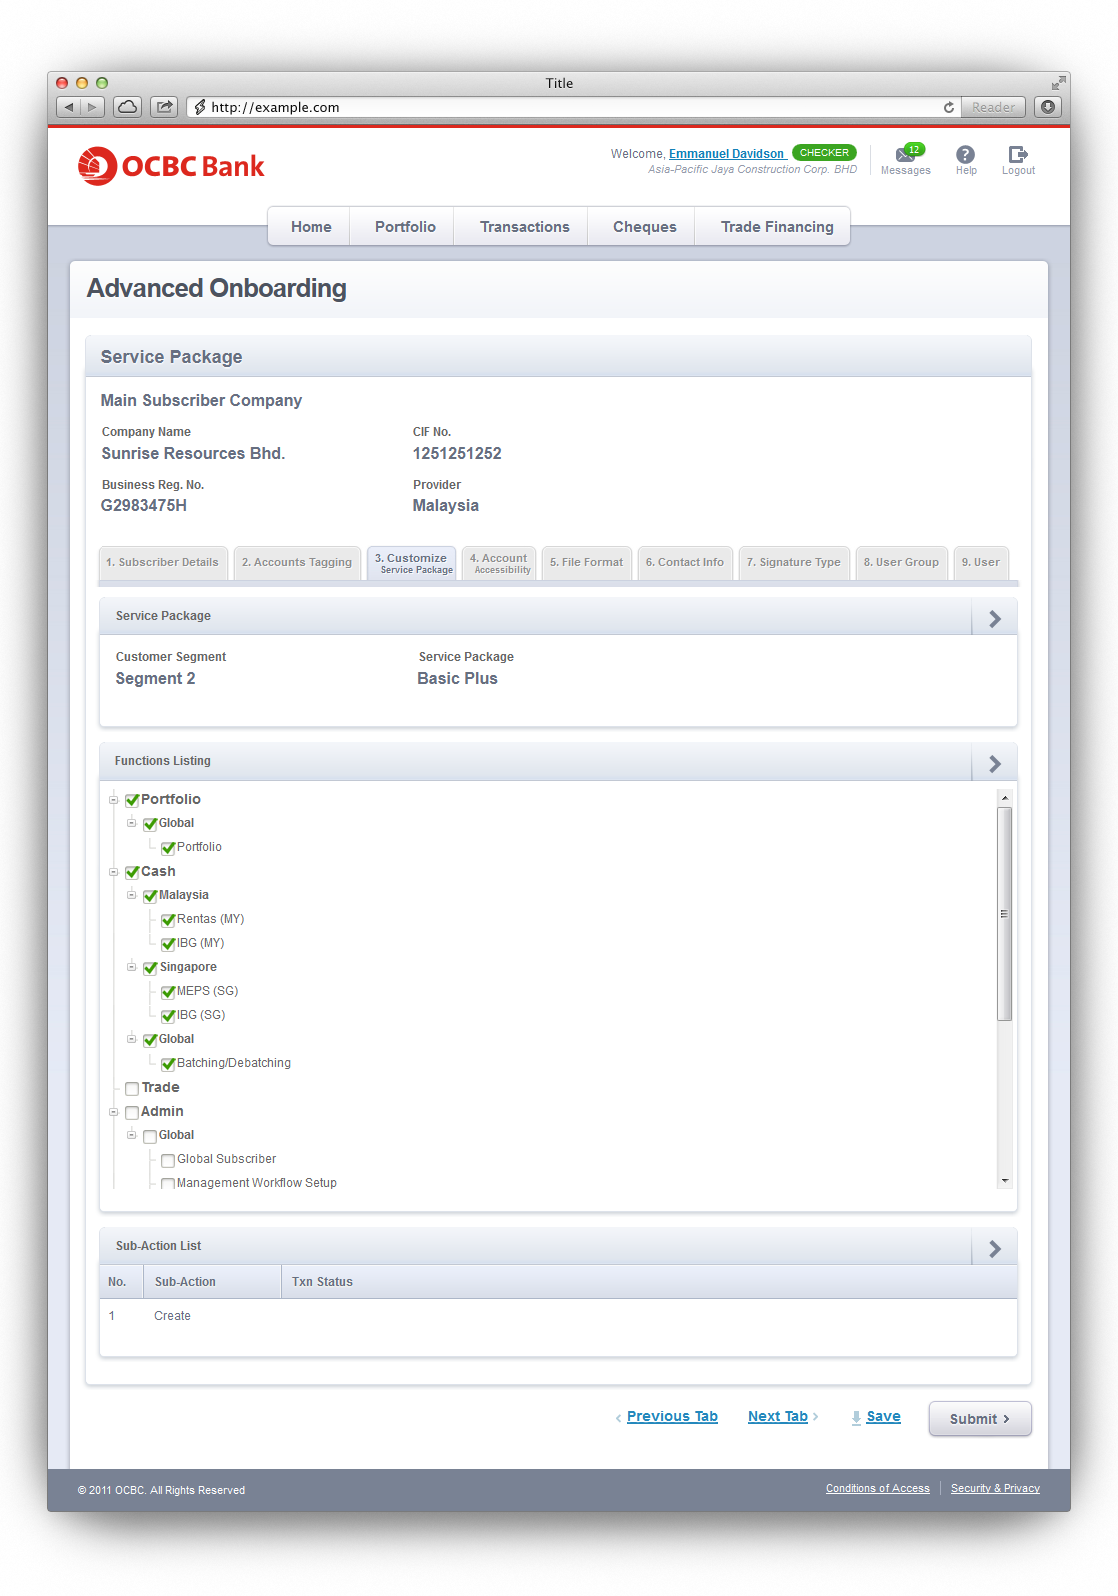 Title
http://example.com
Reader
OCBC Bank
Welcome, Emmanuel Davidson CHECKER
Asia-Pacific Jaya Construction Corp. BHD
12
Messages
Help
Logout
Home
Portfolio
Transactions
Cheques
Trade Financing
Advanced Onboarding
Service Package
Main Subscriber Company
Company Name
CIF No.
Sunrise Resources Bhd.
1251251252
Business Reg. No.
Provider
G2983475H
Malaysia
1. Subscriber Details
2. Accounts Tagging
3. Customize
Service Package
4. Account
Accessibility
5. File Format
6. Contact Info
7. Signature Type
8. User Group
9. User
Service Package
Customer Segment
Service Package
Segment 2
Basic Plus
Functions Listing
Portfolio
Global
Portfolio
Cash
Malaysia
Rentas (MY)
IBG (MY)
Singapore
MEPS (SG)
IBG (SG)
Global
Batching/Debatching
Trade
Admin
Global
Global Subscriber
Management Workflow Setup
Sub-Action List
No.
Sub-Action
Txn Status
1
Create
Previous Tab
Next Tab
Save
Submit
© 2011 OCBC. All Rights Reserved
Conditions of Access
Security & Privacy